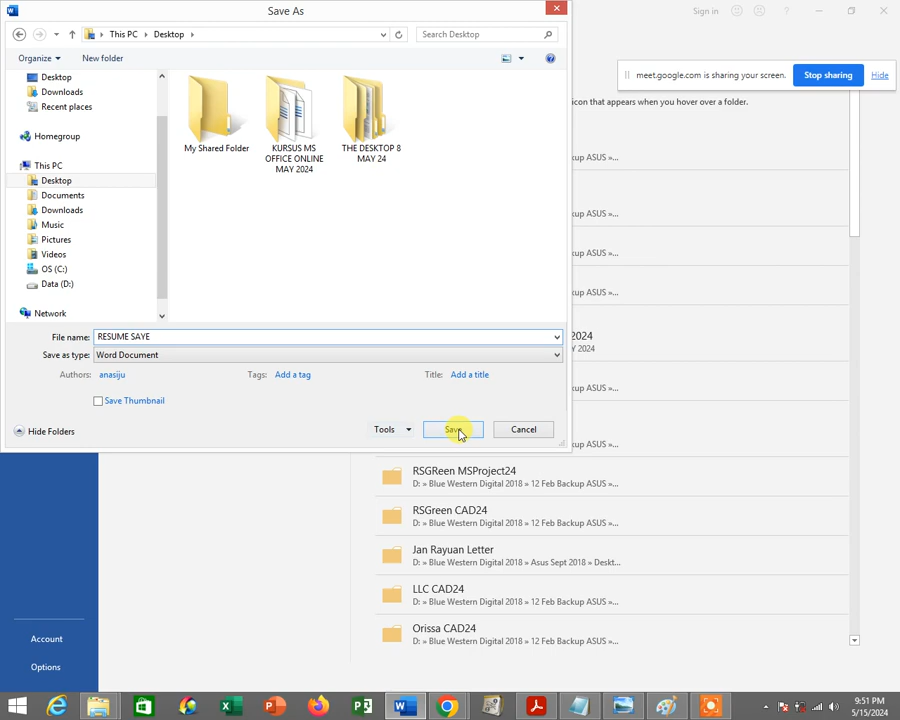 Save As
Sign in
This PC
Desktop
Search Desktop
Organize
New folder
meet.google.com is sharing your screen.
Stop sharing
Hide
Desktop
Downloads
Recent places
Homegroup
This PC
Desktop
Documents
Downloads
Music
Pictures
Videos
OS (C:)
Data (D:)
Network
My Shared Folder
KURSUS MS
OFFICE ONLINE
MAY 2024
THE DESKTOP 8
MAY 24
icon that appears when you hover over a folder.
kup ASUS »...
kup ASUS »...
kup ASUS »...
kup ASUS »...
2024
Y 2024
kup ASUS »...
kup ASUS »...
File name: RESUME SAYE
Save as type: Word Document
Authors: anasiju
Tags: Add a tag
Title: Add a title
Save Thumbnail
Hide Folders
Tools
Save
Cancel
RSGReen MSProject24
D: » Blue Western Digital 2018 » 12 Feb Backup ASUS »...
RSGreen CAD24
D: » Blue Western Digital 2018 » 12 Feb Backup ASUS »...
Jan Rayuan Letter
D: » Blue Western Digital 2018 » Asus Sept 2018 » Deskt...
LLC CAD24
D: » Blue Western Digital 2018 » 12 Feb Backup ASUS »...
Orissa CAD24
D: » Blue Western Digital 2018 » 12 Feb Backup ASUS »...
Account
Options
9:51 PM
5/15/2024